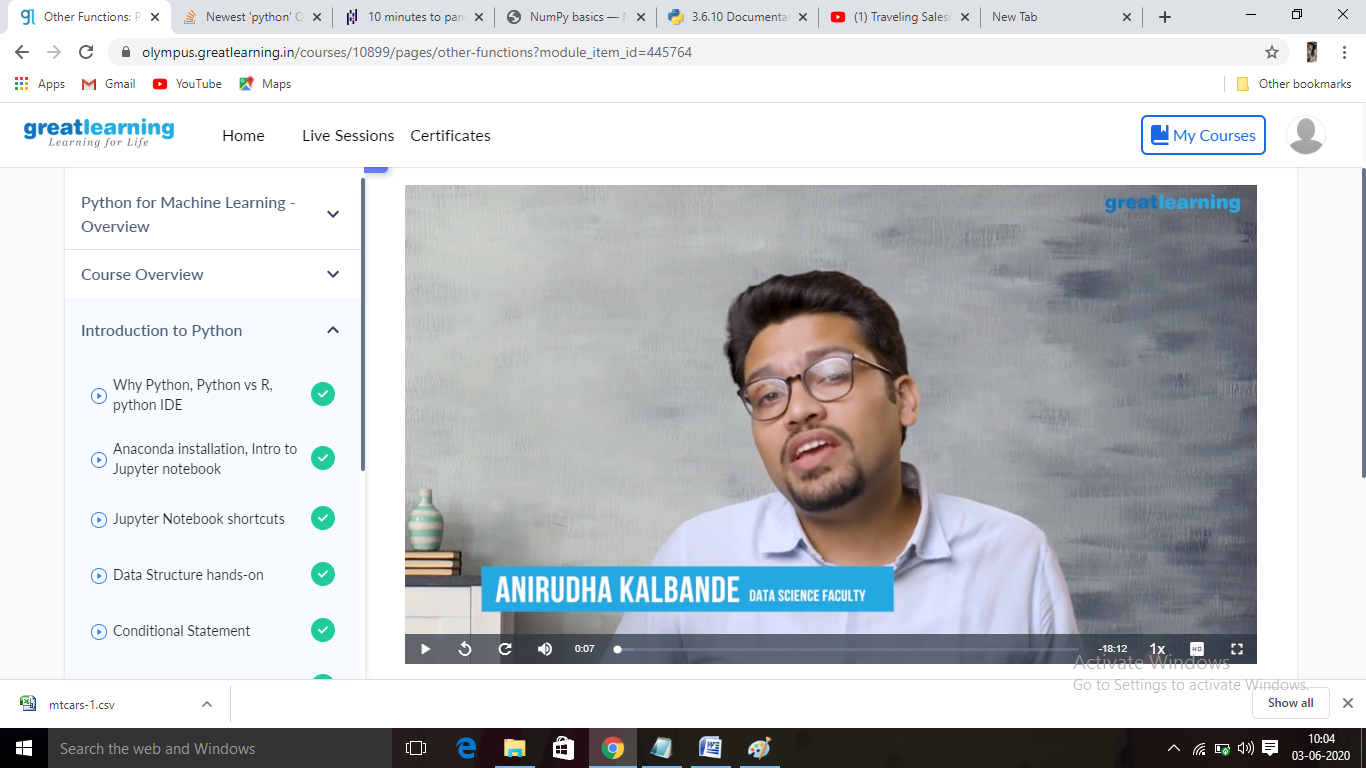 Other Functions: P
Newest 'python' Q
10 minutes to pan
NumPy basics — N
3.6.10 Documenta
(1) Traveling Sales
New Tab
olympus.greatlearning.in/courses/10899/pages/other-functions?module_item_id=445764
Apps
Gmail
YouTube
Maps
Other bookmarks
greatlearning
Learning for Life
Home
Live Sessions
Certificates
My Courses
Python for Machine Learning -
Overview
Course Overview
Introduction to Python
Why Python, Python vs R,
python IDE
Anaconda installation, Intro to
Jupyter notebook
Jupyter Notebook shortcuts
Data Structure hands-on
Conditional Statement
greatlearning
ANIRUDHA KALBANDE DATA SCIENCE FACULTY
0:07
-18:12
1x
HD
Activate Windows
Go to Settings to activate Windows.
mtcars-1.csv
Show all
Search the web and Windows
10:04
03-06-2020